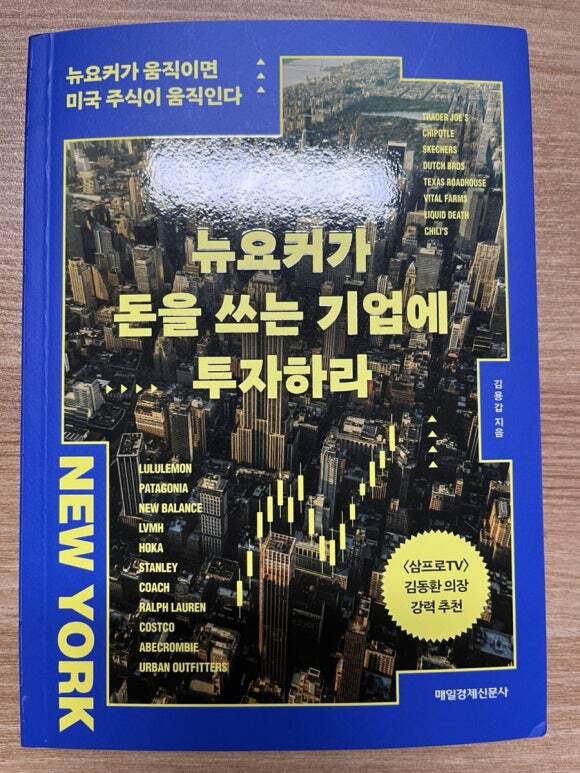 뉴요커가 움직이면
미국 주식이 움직인다
TRADER JOE'S
CHIPOTLE
SKECHERS
DUTCH BROS
TEXAS ROADHOUSE
VITAL FARMS
LIQUID DEATH
CHILI'S
뉴요커가
돈을 쓰는 기업에
투자하라
김용갑 지음
LULULEMON
PATAGONIA
NEW BALANCE
LVMH
HOKA
STANLEY
COACH
RALPH LAUREN
COSTCO
ABECROMBIE
URBAN OUTFITTERS
NEW YORK
〈삼프로TV〉
김동환 의장
강력 추천
매일경제신문사